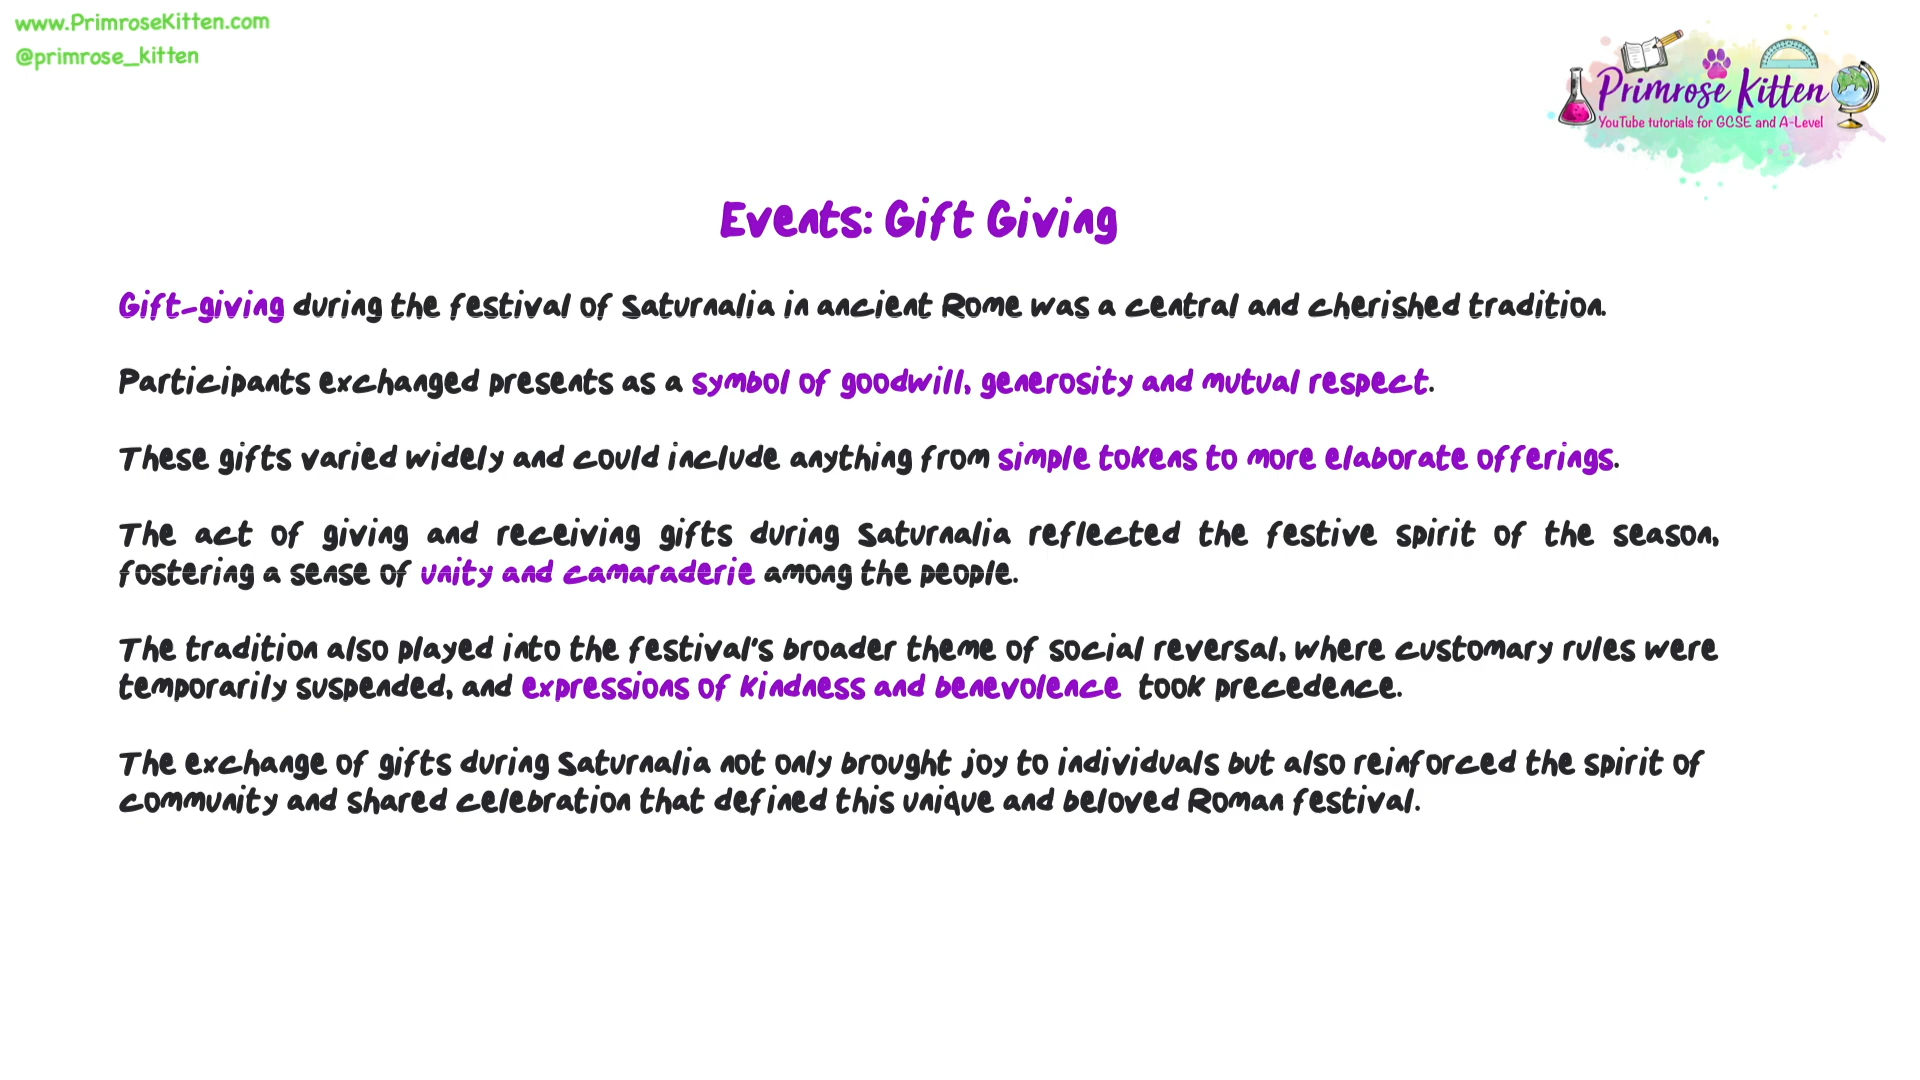 www.PrimroseKitten.com
@primrose_kitten
Primrose Kitten
YouTube tutorials for GCSE and A-Level
Events: Gift Giving
Gift-giving during the festival of Saturnalia in ancient Rome was a central and cherished tradition.
Participants exchanged presents as a symbol of goodwill, generosity and mutual respect.
These gifts varied widely and could include anything from simple tokens to more elaborate offerings.
The act of giving and receiving gifts during Saturnalia reflected the festive spirit of the season,
fostering a sense of unity and camaraderie among the people.
The tradition also played into the festival's broader theme of social reversal, where customary rules were
temporarily suspended, and expressions of kindness and benevolence took precedence.
The exchange of gifts during Saturnalia not only brought joy to individuals but also reinforced the spirit of
community and shared celebration that defined this unique and beloved Roman festival.